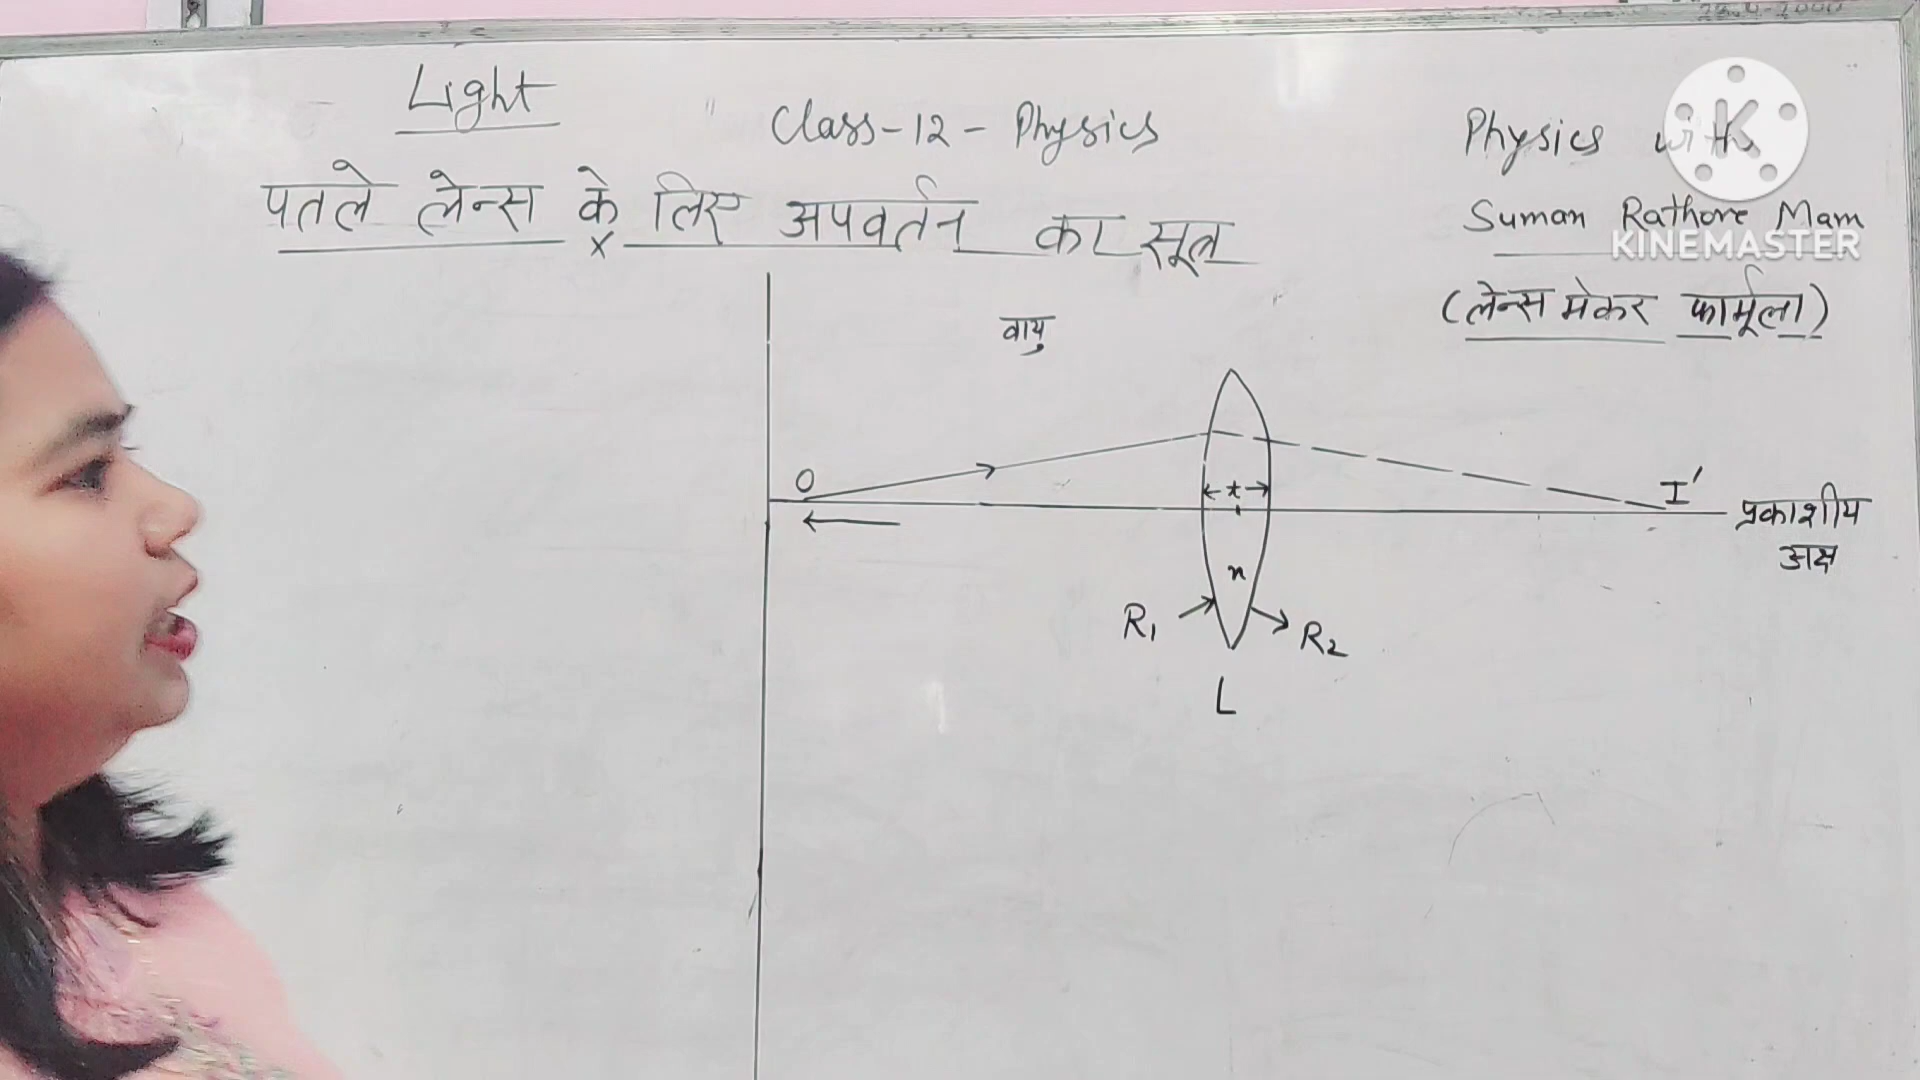 Light
Class-12-Physics
Physics with
Suman Rathore Mam
KINEMASTER
पतले लेन्स के लिए अपवर्तन का सूत्र
x
(लेन्स मेकर फार्मूला)
वायु
O
t
I'
प्रकाशीय
अक्ष
n
R₁
R₂
L